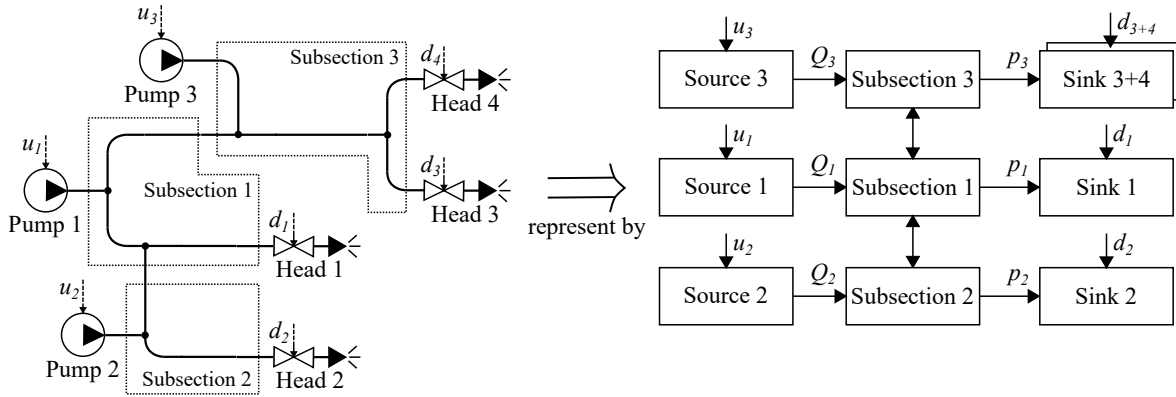 u3
Pump 3
Subsection 3
d4
Head 4
u1
Pump 1
Subsection 1
d3
Head 3
d1
Head 1
u2
Pump 2
Subsection 2
d2
Head 2
represent by
u3
d3+4
Source 3
Q3
Subsection 3
p3
Sink 3+4
u1
d1
Source 1
Q1
Subsection 1
p1
Sink 1
u2
d2
Source 2
Q2
Subsection 2
p2
Sink 2